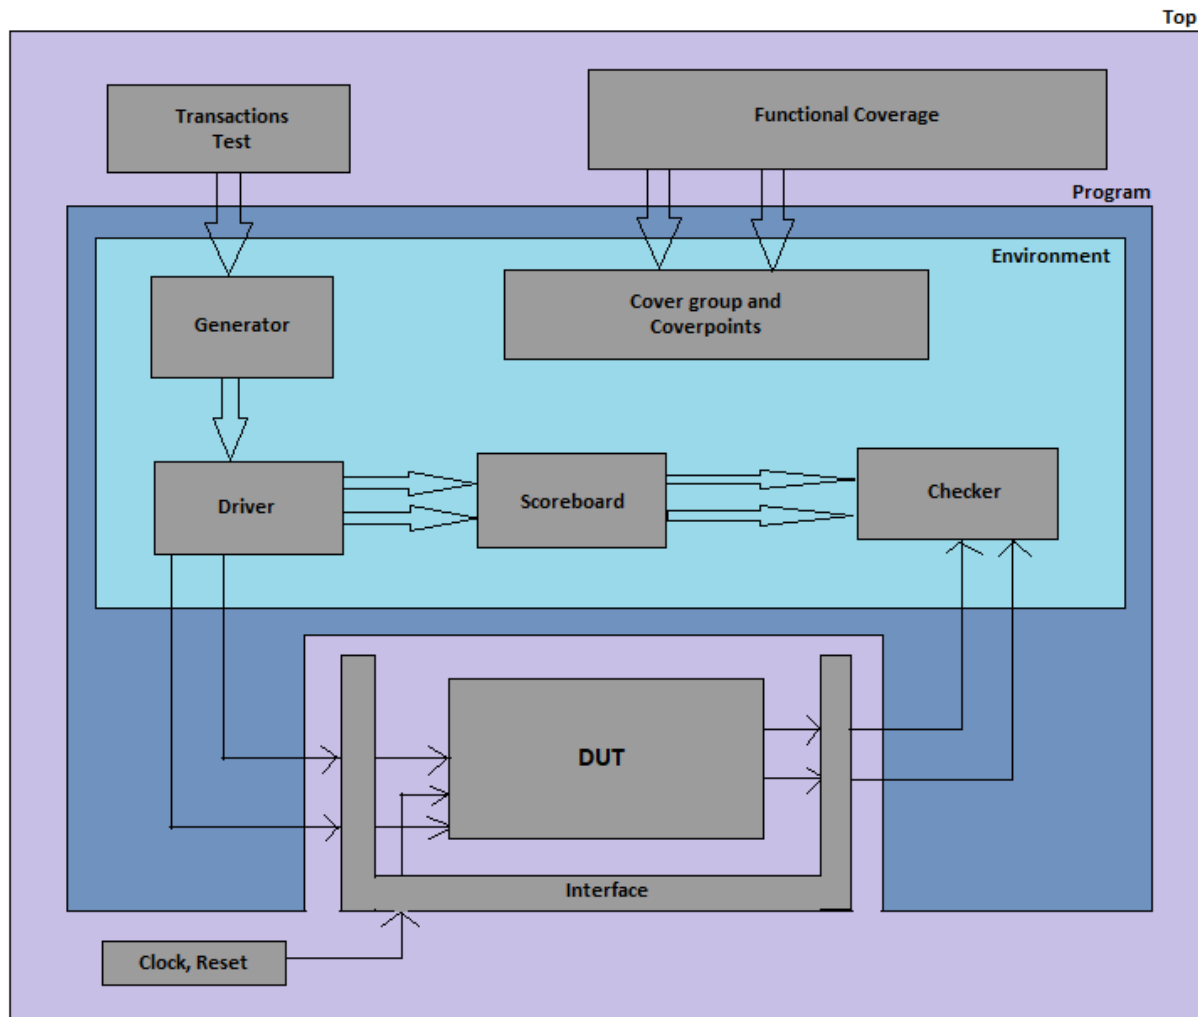 Top
Transactions
Test
Functional Coverage
Program
Environment
Generator
Cover group and
Coverpoints
Driver
Scoreboard
Checker
DUT
Interface
Clock, Reset